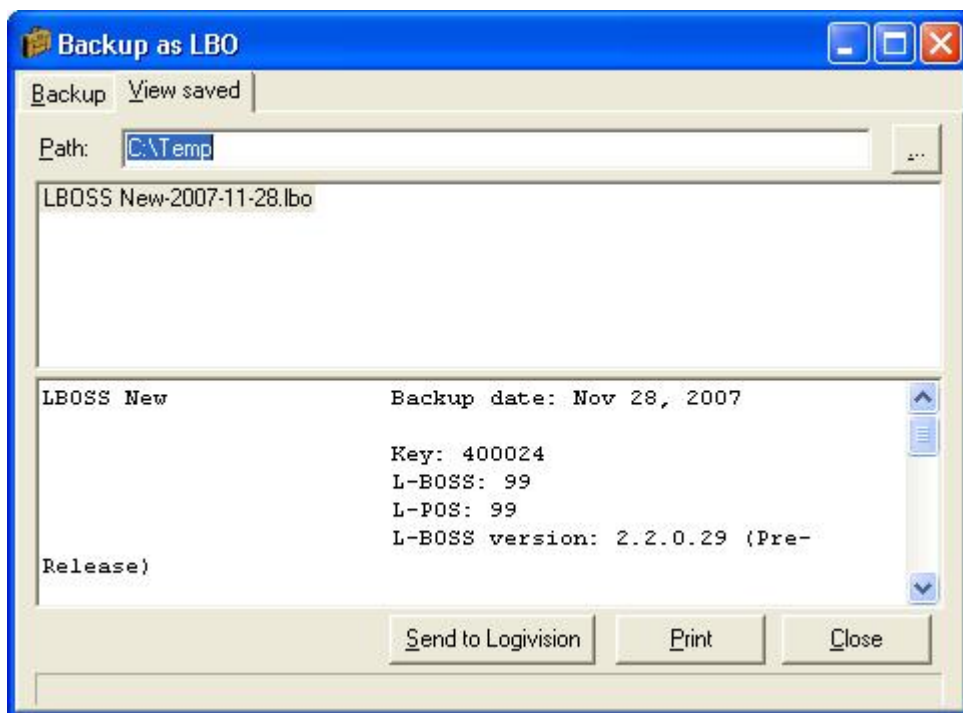 Backup as LBO
Backup View saved
Path: C:\Temp ...
LBOSS New-2007-11-28.lbo
LBOSS New Backup date: Nov 28, 2007
Key: 400024
L-BOSS: 99
L-POS: 99
L-BOSS version: 2.2.0.29 (Pre-
Release)
Send to Logivision Print Close